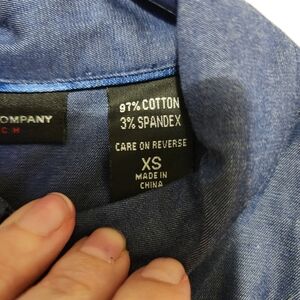 COMPANY
97% COTTON
3% SPANDEX
CARE ON REVERSE
XS
MADE IN
CHINA